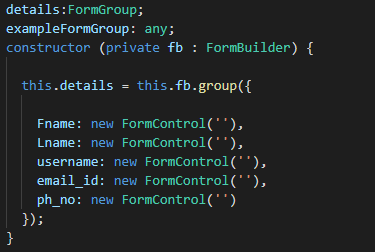 details:FormGroup;
exampleFormGroup: any;
constructor (private fb : FormBuilder) {
this.details = this.fb.group({
Fname: new FormControl(''),
Lname: new FormControl(''),
username: new FormControl(''),
email_id: new FormControl(''),
ph_no: new FormControl('')
});
}